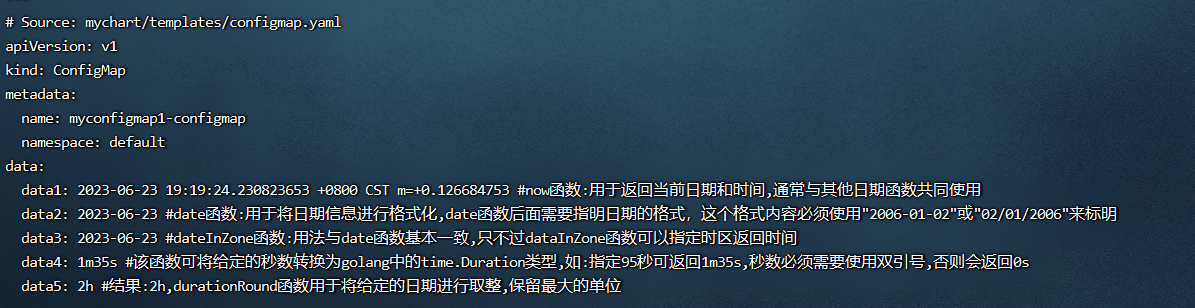 # Source: mychart/templates/configmap.yaml
apiVersion: v1
kind: ConfigMap
metadata:
  name: myconfigmap1-configmap
  namespace: default
data:
  data1: 2023-06-23 19:19:24.230823653 +0800 CST m=+0.126684753 #now函数:用于返回当前日期和时间,通常与其他日期函数共同使用
  data2: 2023-06-23 #date函数:用于将日期信息进行格式化,date函数后面需要指明日期的格式，这个格式内容必须使用"2006-01-02"或"02/01/2006"来标明
  data3: 2023-06-23 #dateInZone函数:用法与date函数基本一致,只不过dataInZone函数可以指定时区返回时间
  data4: 1m35s #该函数可将给定的秒数转换为golang中的time.Duration类型,如:指定95秒可返回1m35s,秒数必须需要使用双引号,否则会返回0s
  data5: 2h #结果:2h,durationRound函数用于将给定的日期进行取整,保留最大的单位